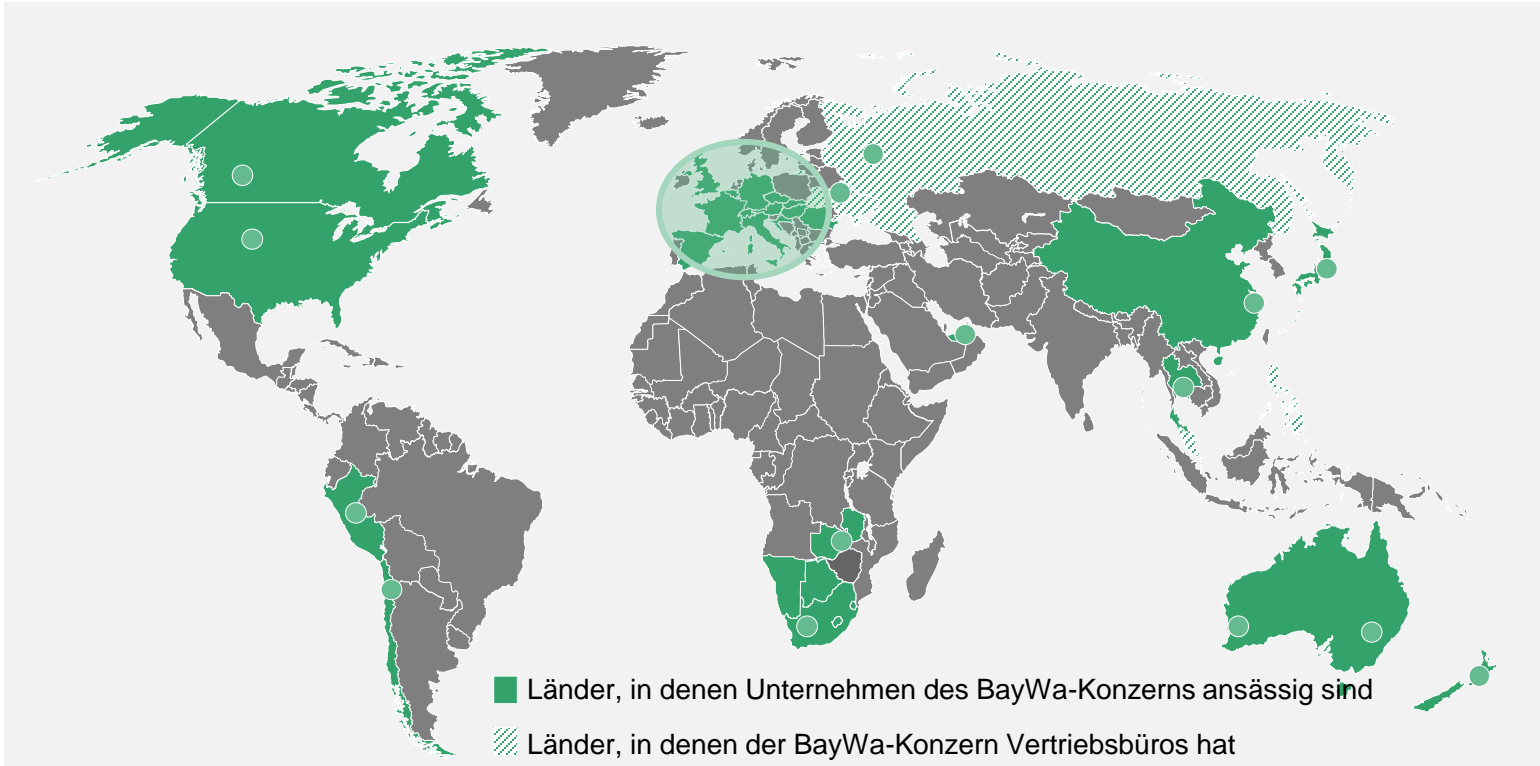 Länder, in denen Unternehmen des BayWa-Konzerns ansässig sind
Länder, in denen der BayWa-Konzern Vertriebsbüros hat